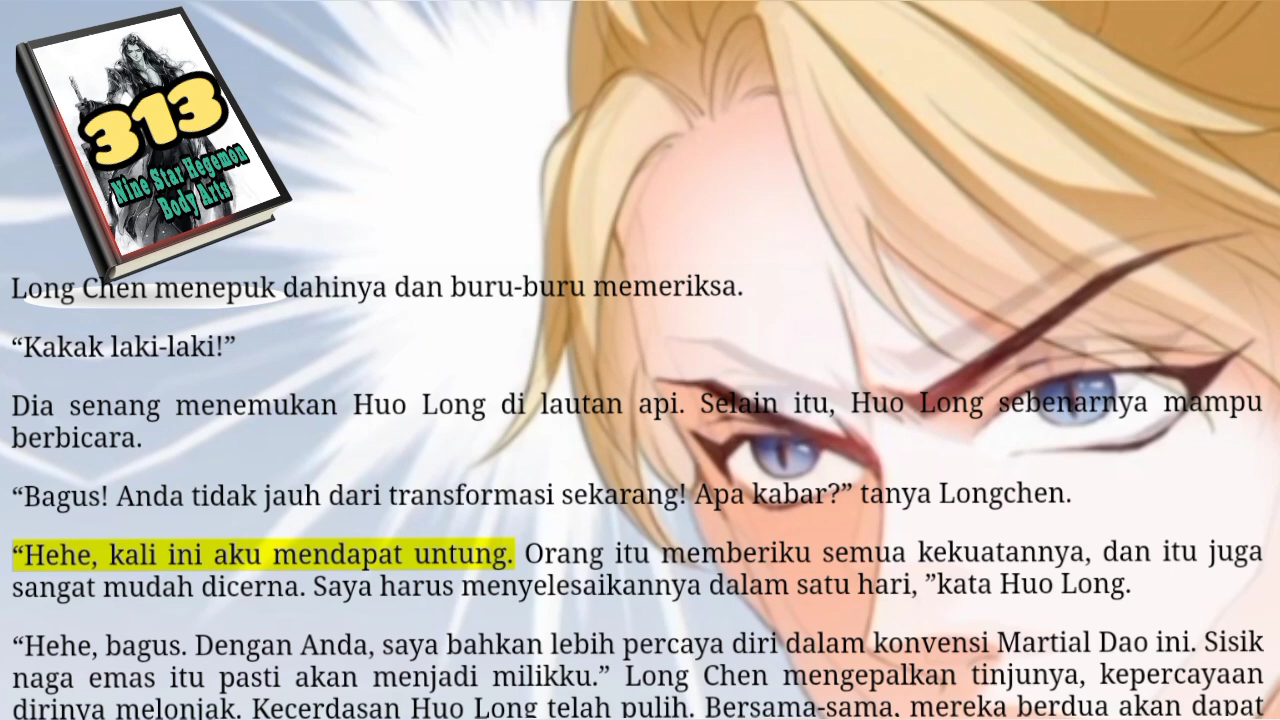 313
Nine Star Hegemon
Body Arts
Long Chen menepuk dahinya dan buru-buru memeriksa.
“Kakak laki-laki!”
Dia senang menemukan Huo Long di lautan api. Selain itu, Huo Long sebenarnya mampu
berbicara.
“Bagus! Anda tidak jauh dari transformasi sekarang! Apa kabar?” tanya Longchen.
“Hehe, kali ini aku mendapat untung. Orang itu memberiku semua kekuatannya, dan itu juga
sangat mudah dicerna. Saya harus menyelesaikannya dalam satu hari, ”kata Huo Long.
“Hehe, bagus. Dengan Anda, saya bahkan lebih percaya diri dalam konvensi Martial Dao ini. Sisik
naga emas itu pasti akan menjadi milikku.” Long Chen mengepalkan tinjunya, kepercayaan
dirinya melonjak. Kecerdasan Huo Long telah pulih. Bersama-sama, mereka berdua akan dapat